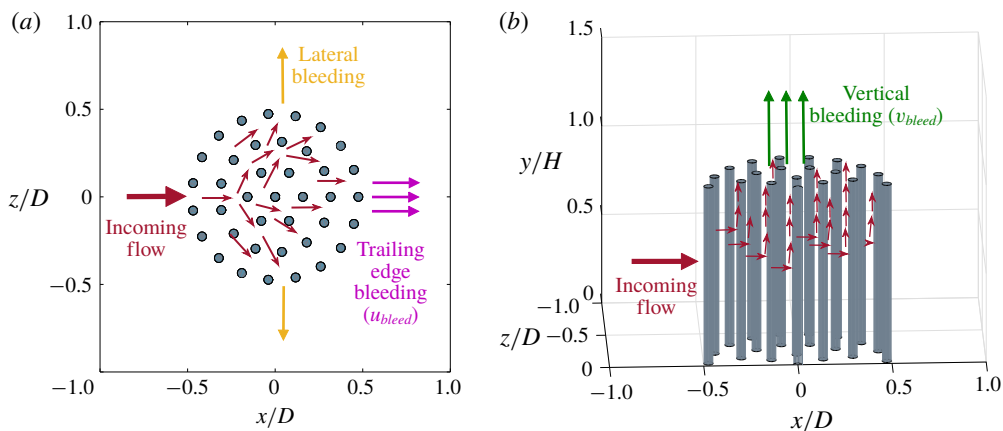 (a)
1.0
0.5
z/D 0
−0.5
−1.0 −0.5 0 0.5 1.0
x/D
Lateral
bleeding
Incoming
flow
Trailing
edge
bleeding
(u_bleed)
(b)
1.5
1.0
y/H
0.5
0
−1.0
z/D −0.5
0
−1.0 −0.5 0 0.5 1.0
x/D
Vertical
bleeding (v_bleed)
Incoming
flow